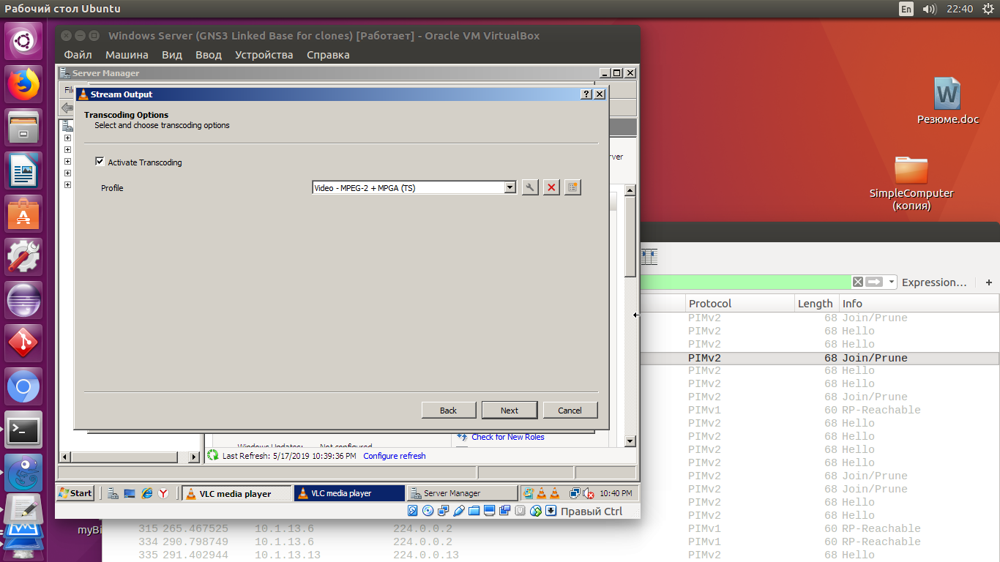 Рабочий стол Ubuntu
En
22:40
Windows Server (GNS3 Linked Base for clones) [Работает] - Oracle VM VirtualBox
Файл Машина Вид Ввод Устройства Справка
Server Manager
Stream Output
Transcoding Options
Select and choose transcoding options
Activate Transcoding
Profile
Video - MPEG-2 + MPGA (TS)
Back
Next
Cancel
Check for New Roles
Windows Updates: Not configured
Last Refresh: 5/17/2019 10:39:36 PM Configure refresh
Start
VLC media player
VLC media player
Server Manager
10:40 PM
Правый Ctrl
Резюме.doc
SimpleComputer
(копия)
Expression…
+
Protocol Length Info
PIMv2 68 Join/Prune
PIMv2 68 Hello
PIMv2 68 Hello
PIMv2 68 Join/Prune
PIMv2 68 Hello
PIMv2 68 Hello
PIMv2 68 Join/Prune
PIMv1 60 RP-Reachable
PIMv2 68 Hello
PIMv2 68 Hello
PIMv2 68 Hello
PIMv2 68 Hello
PIMv2 68 Join/Prune
PIMv2 68 Join/Prune
PIMv2 68 Hello
PIMv2 68 Hello
315 265.467525 10.1.13.6 224.0.0.2 PIMv1 60 RP-Reachable
334 290.798749 10.1.13.6 224.0.0.2 PIMv1 60 RP-Reachable
335 291.402944 10.1.13.13 224.0.0.13 PIMv2 68 Hello